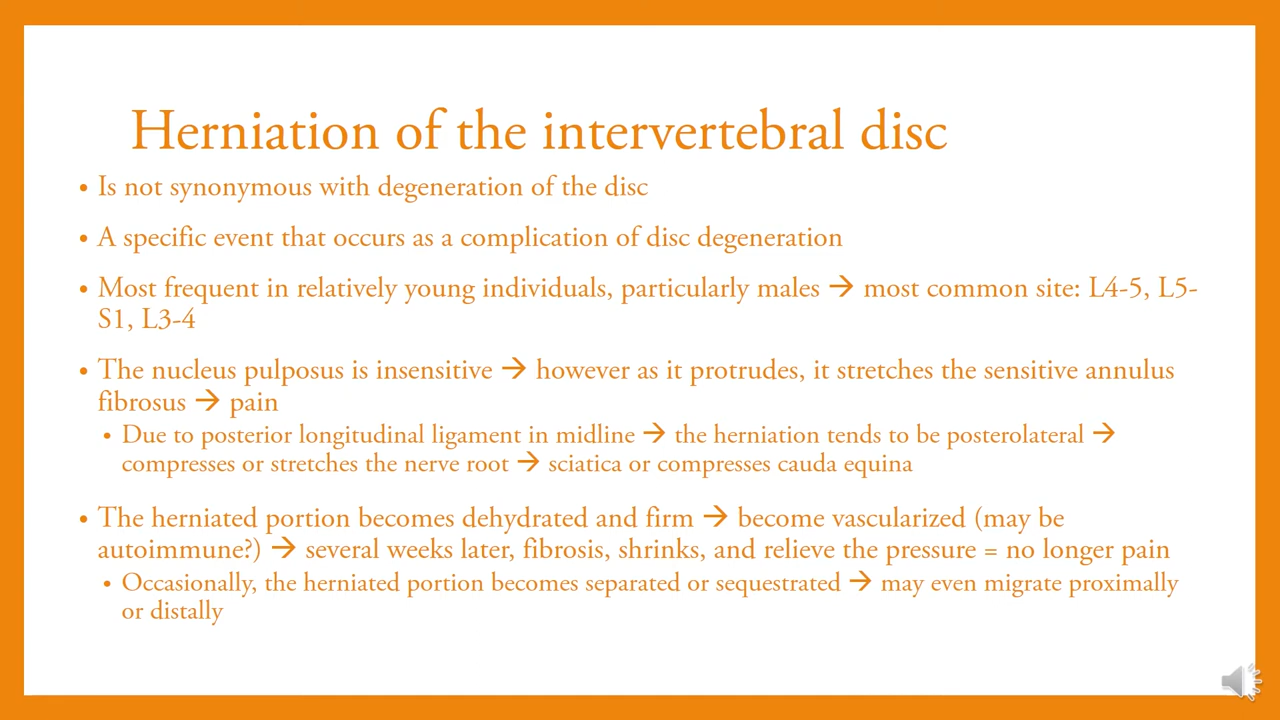 Herniation of the intervertebral disc
• Is not synonymous with degeneration of the disc
• A specific event that occurs as a complication of disc degeneration
• Most frequent in relatively young individuals, particularly males → most common site: L4-5, L5-
S1, L3-4
• The nucleus pulposus is insensitive → however as it protrudes, it stretches the sensitive annulus
fibrosus → pain
• Due to posterior longitudinal ligament in midline → the herniation tends to be posterolateral →
compresses or stretches the nerve root → sciatica or compresses cauda equina
• The herniated portion becomes dehydrated and firm → become vascularized (may be
autoimmune?) → several weeks later, fibrosis, shrinks, and relieve the pressure = no longer pain
• Occasionally, the herniated portion becomes separated or sequestrated → may even migrate proximally
or distally